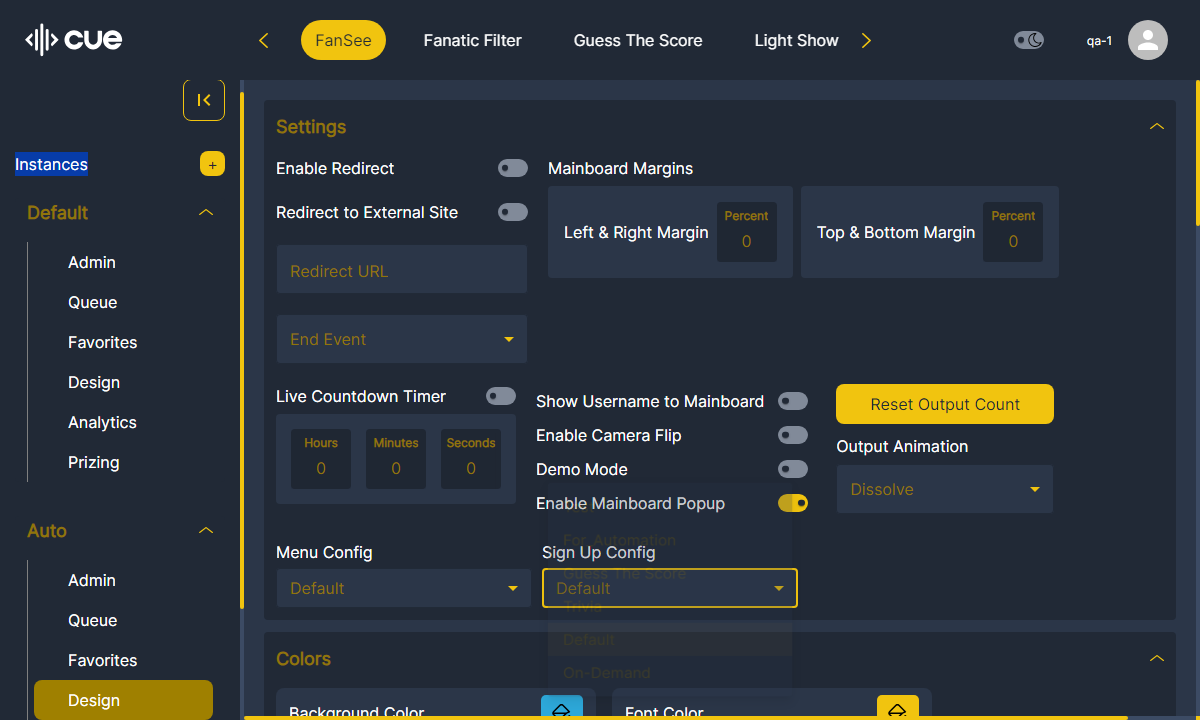 cue
FanSee
Fanatic Filter
Guess The Score
Light Show
qa-1
Instances
+
Default
Admin
Queue
Favorites
Design
Analytics
Prizing
Auto
Admin
Queue
Favorites
Design
Settings
Enable Redirect
Redirect to External Site
Redirect URL
End Event
Mainboard Margins
Left & Right Margin
Percent
0
Top & Bottom Margin
Percent
0
Live Countdown Timer
Hours
0
Minutes
0
Seconds
0
Show Username to Mainboard
Enable Camera Flip
Demo Mode
Enable Mainboard Popup
Reset Output Count
Output Animation
Dissolve
Menu Config
Default
Sign Up Config
Default
For_Automation
Guess The Score
Trivia
Default
On-Demand
Colors
Background Color
Font Color